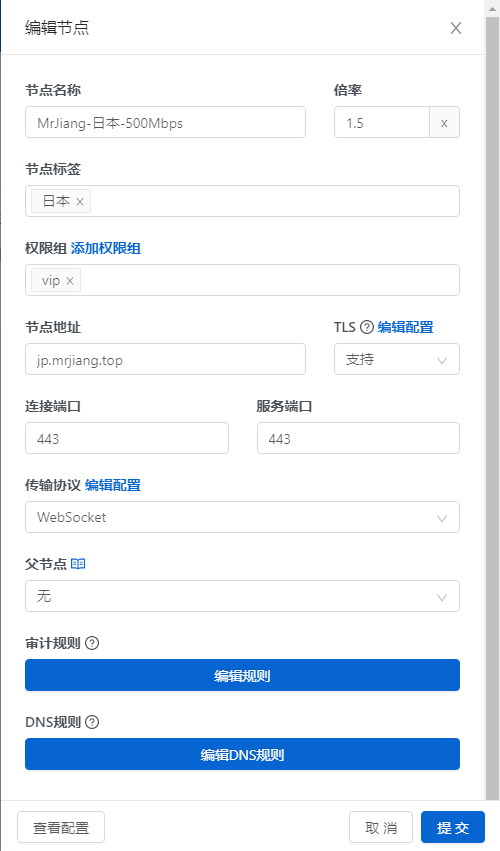 编辑节点
节点名称 倍率
MrJiang-日本-500Mbps 1.5 x
节点标签
日本
权限组 添加权限组
vip
节点地址 TLS 编辑配置
jp.mrjiang.top 支持
连接端口 服务端口
443 443
传输协议 编辑配置
WebSocket
父节点
无
审计规则
编辑规则
DNS规则
编辑DNS规则
查看配置 取 消 提 交